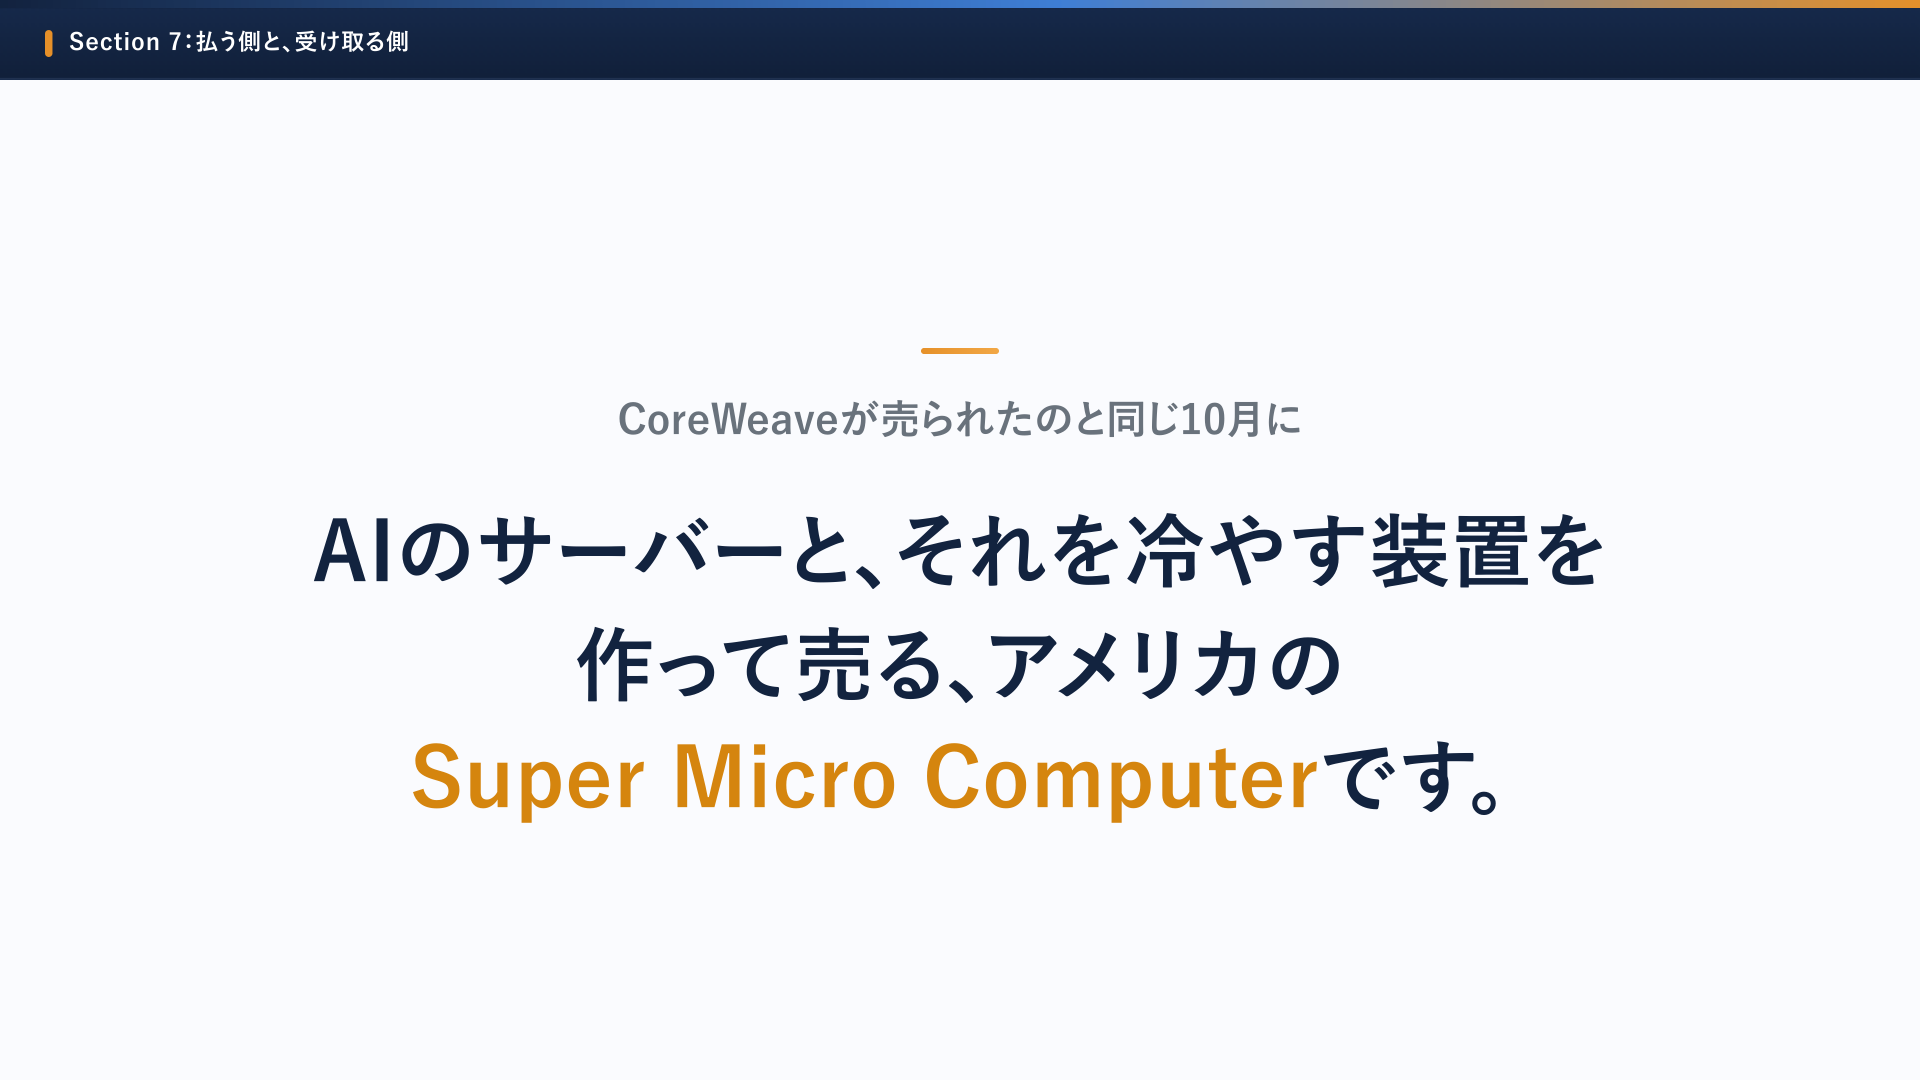 Section 7：払う側と、受け取る側
CoreWeaveが売られたのと同じ10月に
AIのサーバーと、それを冷やす装置を
作って売る、アメリカの
Super Micro Computerです。